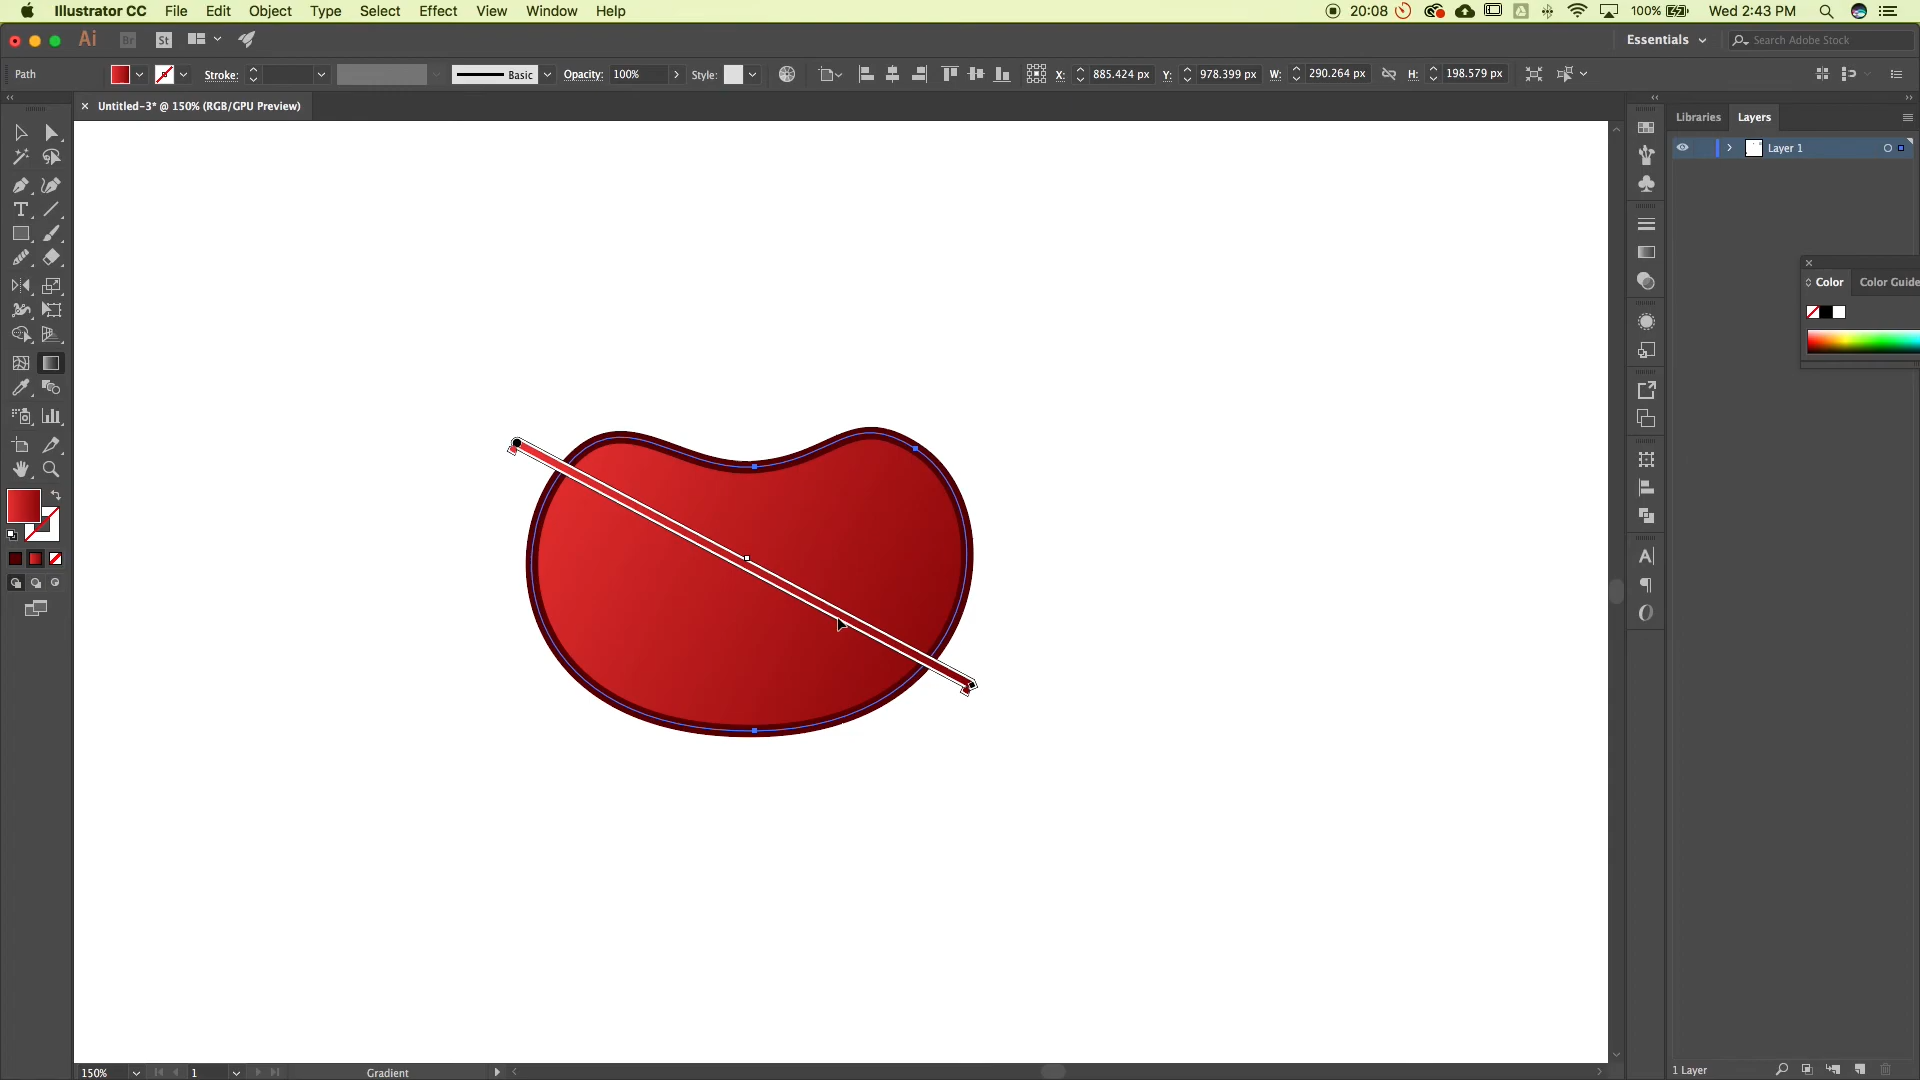 Illustrator CC File Edit Object Type Select Effect View Window Help 20:08 100% Wed 2:43 PM
Ai Br St Essentials Search Adobe Stock
Path Stroke: Basic Opacity: 100% Style: X: 885.424 px Y: 978.399 px W: 290.264 px H: 198.579 px
× Untitled-3* @ 150% (RGB/GPU Preview)
Libraries Layers
Layer 1
Color Color Guide
150% 1 Gradient 1 Layer